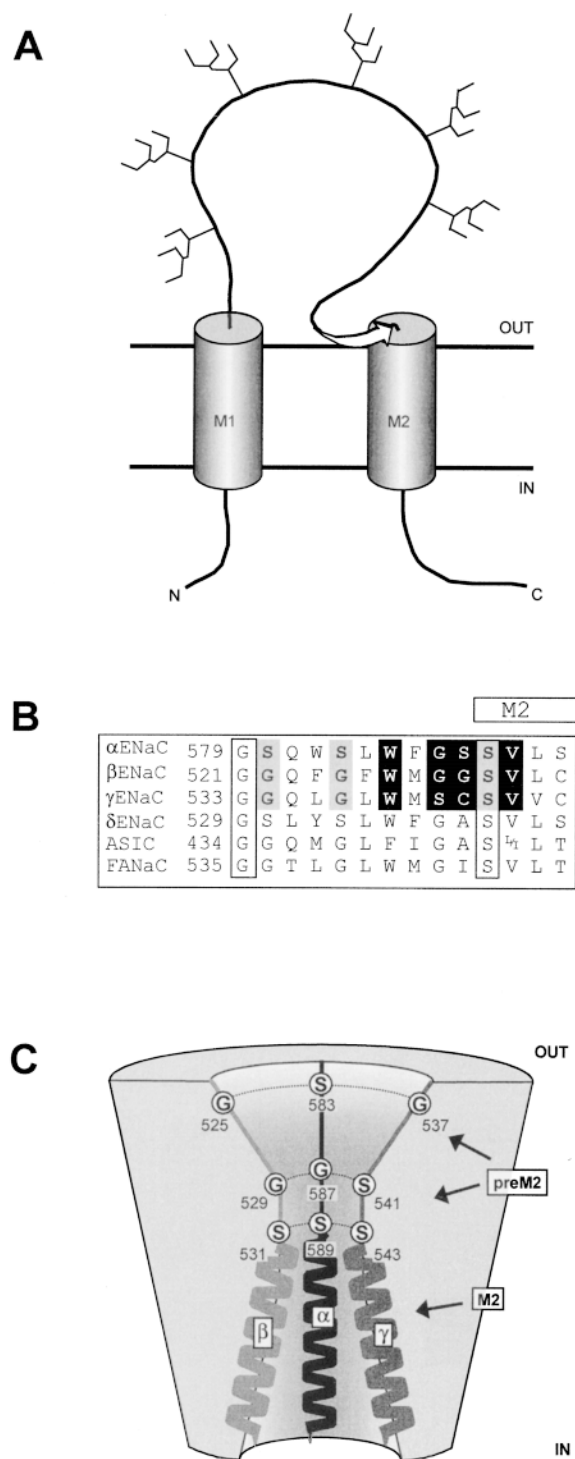 A
OUT
M1
M2
IN
N
C
B
M2
αENaC 579 G S Q W S L W F G S S V L S
βENaC 521 G G Q F G F W M G G S V L C
γENaC 533 G G Q L G L W M S C S V V C
δENaC 529 G S L Y S L W F G A S V L S
ASIC 434 G G Q M G L F I G A S L/I L T
FANaC 535 G G T L G L W M G I S V L T
C
OUT
S
G
G
583
525
537
preM2
G
G
S
587
529
541
S
S
S
531
589
543
M2
α
β
γ
IN